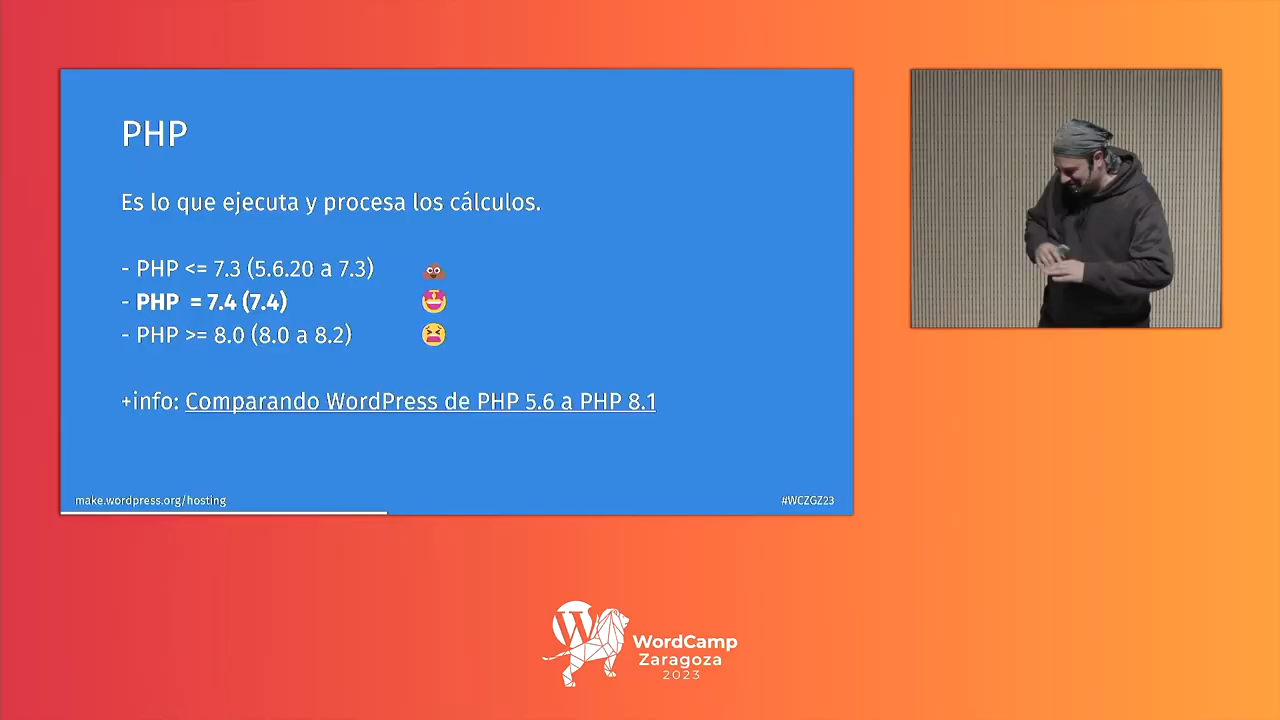 PHP
Es lo que ejecuta y procesa los cálculos.
- PHP <= 7.3 (5.6.20 a 7.3)
- PHP  = 7.4 (7.4)
- PHP >= 8.0 (8.0 a 8.2)
+info: Comparando WordPress de PHP 5.6 a PHP 8.1
make.wordpress.org/hosting
#WCZGZ23
WordCamp
Zaragoza
2023